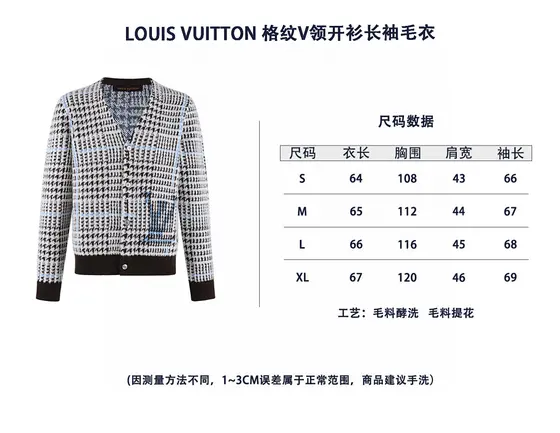 LOUIS VUITTON 格纹V领开衫长袖毛衣
尺码数据
尺码 衣长 胸围 肩宽 袖长
S 64 108 43 66
M 65 112 44 67
L 66 116 45 68
XL 67 120 46 69
工艺：毛料酵洗 毛料提花
(因测量方法不同，1~3CM误差属于正常范围，商品建议手洗)